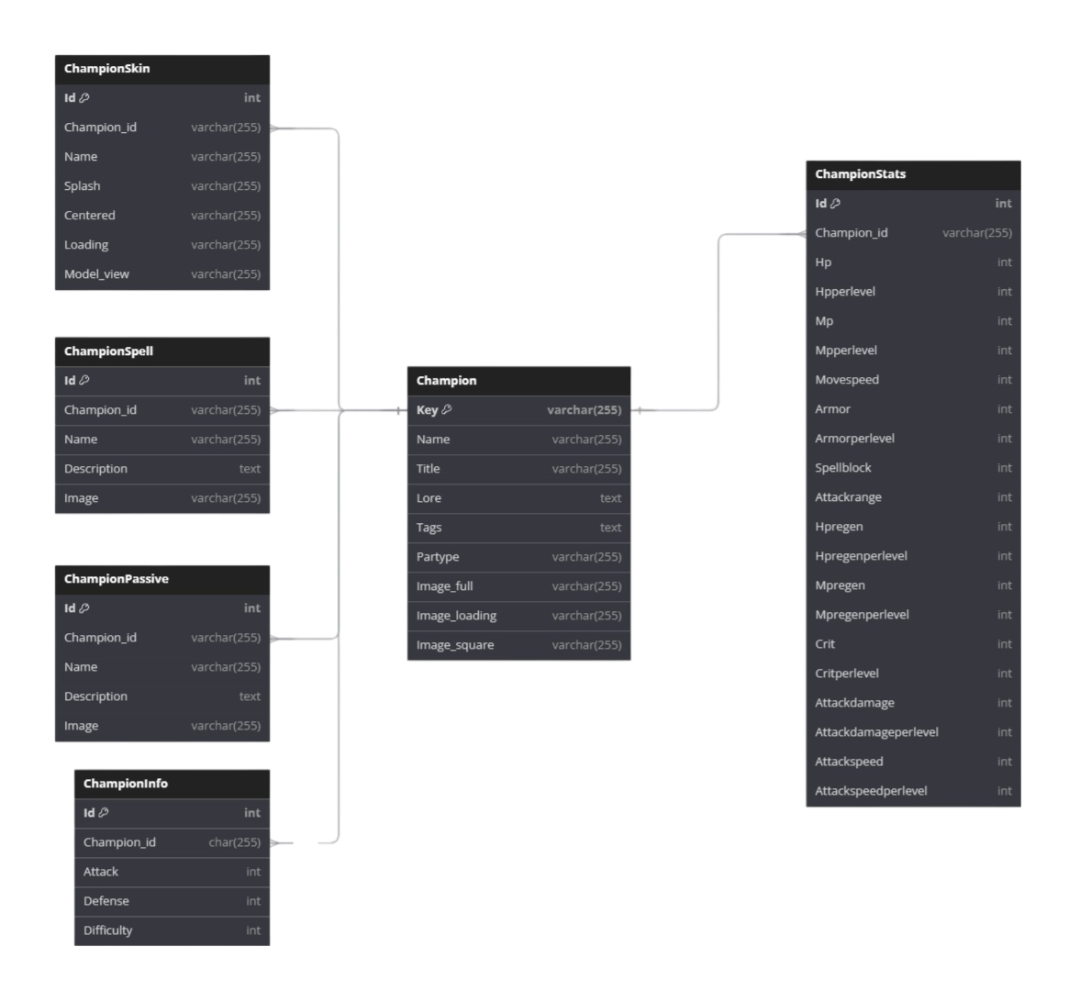 ChampionSkin
Id int
Champion_id varchar(255)
Name varchar(255)
Splash varchar(255)
Centered varchar(255)
Loading varchar(255)
Model_view varchar(255)
ChampionSpell
Id int
Champion_id varchar(255)
Name varchar(255)
Description text
Image varchar(255)
ChampionPassive
Id int
Champion_id varchar(255)
Name varchar(255)
Description text
Image varchar(255)
ChampionInfo
Id int
Champion_id char(255)
Attack int
Defense int
Difficulty int
Champion
Key varchar(255)
Name varchar(255)
Title varchar(255)
Lore text
Tags text
Partype varchar(255)
Image_full varchar(255)
Image_loading varchar(255)
Image_square varchar(255)
ChampionStats
Id int
Champion_id varchar(255)
Hp int
Hpperlevel int
Mp int
Mpperlevel int
Movespeed int
Armor int
Armorperlevel int
Spellblock int
Attackrange int
Hpregen int
Hpregenperlevel int
Mpregen int
Mpregenperlevel int
Crit int
Critperlevel int
Attackdamage int
Attackdamageperlevel int
Attackspeed int
Attackspeedperlevel int